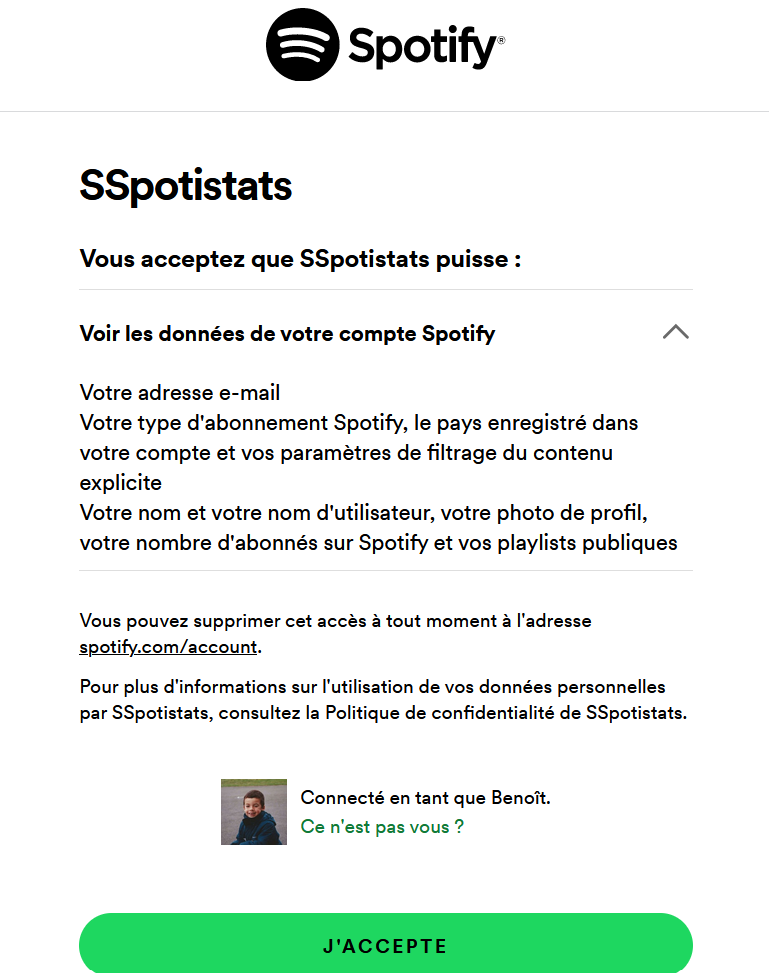 Spotify®
SSpotistats
Vous acceptez que SSpotistats puisse :
Voir les données de votre compte Spotify
Votre adresse e-mail
Votre type d'abonnement Spotify, le pays enregistré dans
votre compte et vos paramètres de filtrage du contenu
explicite
Votre nom et votre nom d'utilisateur, votre photo de profil,
votre nombre d'abonnés sur Spotify et vos playlists publiques
Vous pouvez supprimer cet accès à tout moment à l'adresse
spotify.com/account.
Pour plus d'informations sur l'utilisation de vos données personnelles
par SSpotistats, consultez la Politique de confidentialité de SSpotistats.
Connecté en tant que Benoît.
Ce n'est pas vous ?
J'ACCEPTE